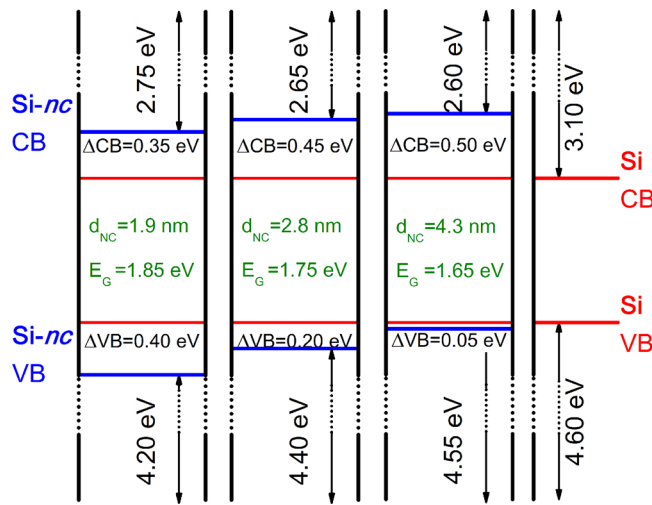 2.75 eV
2.65 eV
2.60 eV
3.10 eV
Si-nc
CB
ΔCB=0.35 eV
ΔCB=0.45 eV
ΔCB=0.50 eV
Si
CB
d_NC=1.9 nm
d_NC=2.8 nm
d_NC=4.3 nm
E_G=1.85 eV
E_G=1.75 eV
E_G=1.65 eV
Si-nc
VB
ΔVB=0.40 eV
ΔVB=0.20 eV
ΔVB=0.05 eV
Si
VB
4.20 eV
4.40 eV
4.55 eV
4.60 eV